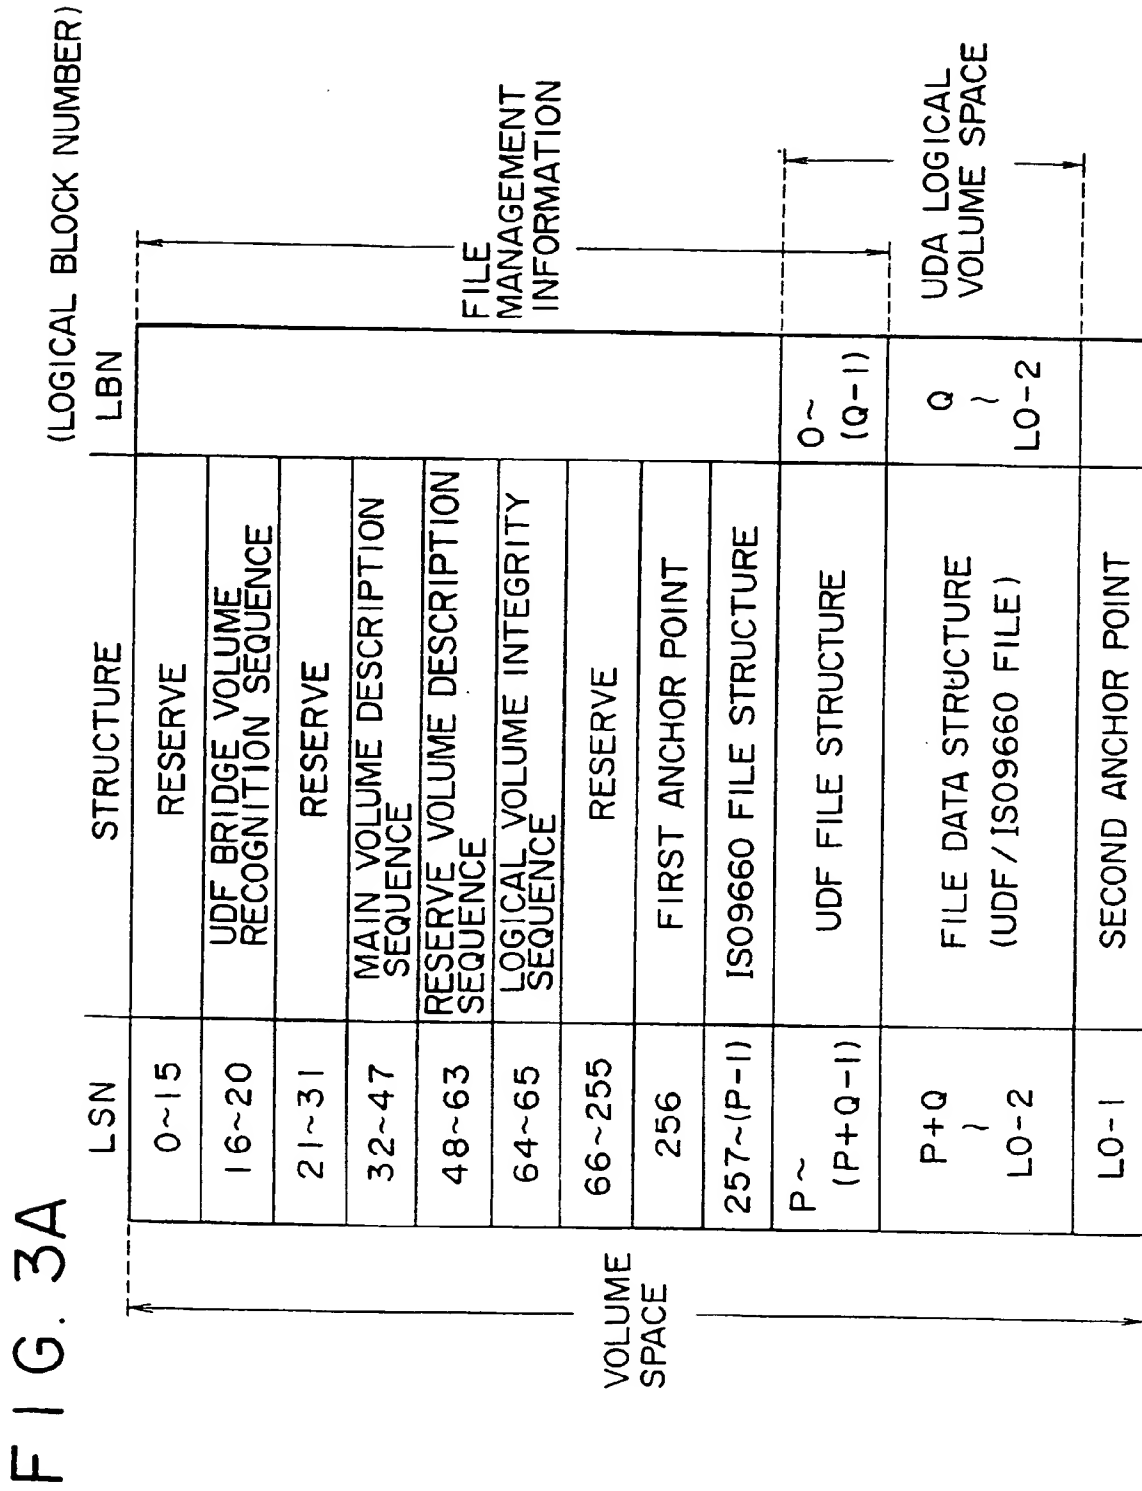 FIG. 3A
(LOGICAL BLOCK NUMBER)
LSN STRUCTURE LBN
0~15 RESERVE
16~20 UDF BRIDGE VOLUME
RECOGNITION SEQUENCE
21~31 RESERVE
32~47 MAIN VOLUME DESCRIPTION
SEQUENCE
48~63 RESERVE VOLUME DESCRIPTION
SEQUENCE
64~65 LOGICAL VOLUME INTEGRITY
SEQUENCE
66~255 RESERVE
256 FIRST ANCHOR POINT
257~(P-1) ISO9660 FILE STRUCTURE
P~
(P+Q-1)
UDF FILE STRUCTURE
0~
(Q-1)
P+Q
~
LO-2
FILE DATA STRUCTURE
(UDF/ISO9660 FILE)
Q
~
LO-2
LO-1 SECOND ANCHOR POINT
VOLUME
SPACE
FILE
MANAGEMENT
INFORMATION
UDA LOGICAL
VOLUME SPACE